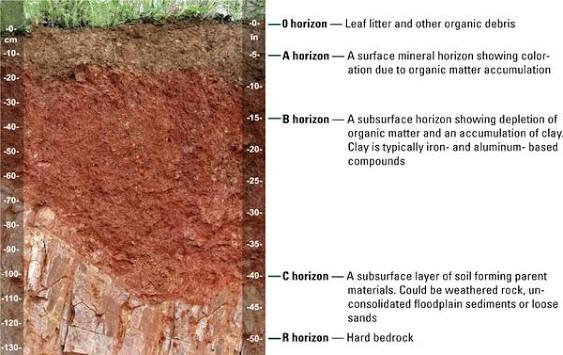 -0-
cm
-10-
-20-
-30-
-40-
-50-
-60-
-70-
-80-
-90-
-100-
-110-
-120-
-130-
-0-
in
-5-
-10-
-15-
-20-
-25-
-30-
-35-
-40-
-45-
-50-
O horizon — Leaf litter and other organic debris
A horizon — A surface mineral horizon showing color-
ation due to organic matter accumulation
B horizon — A subsurface horizon showing depletion of
organic matter and an accumulation of clay.
Clay is typically iron- and aluminum- based
compounds
C horizon — A subsurface layer of soil forming parent
materials. Could be weathered rock, un-
consolidated floodplain sediments or loose
sands
R horizon — Hard bedrock